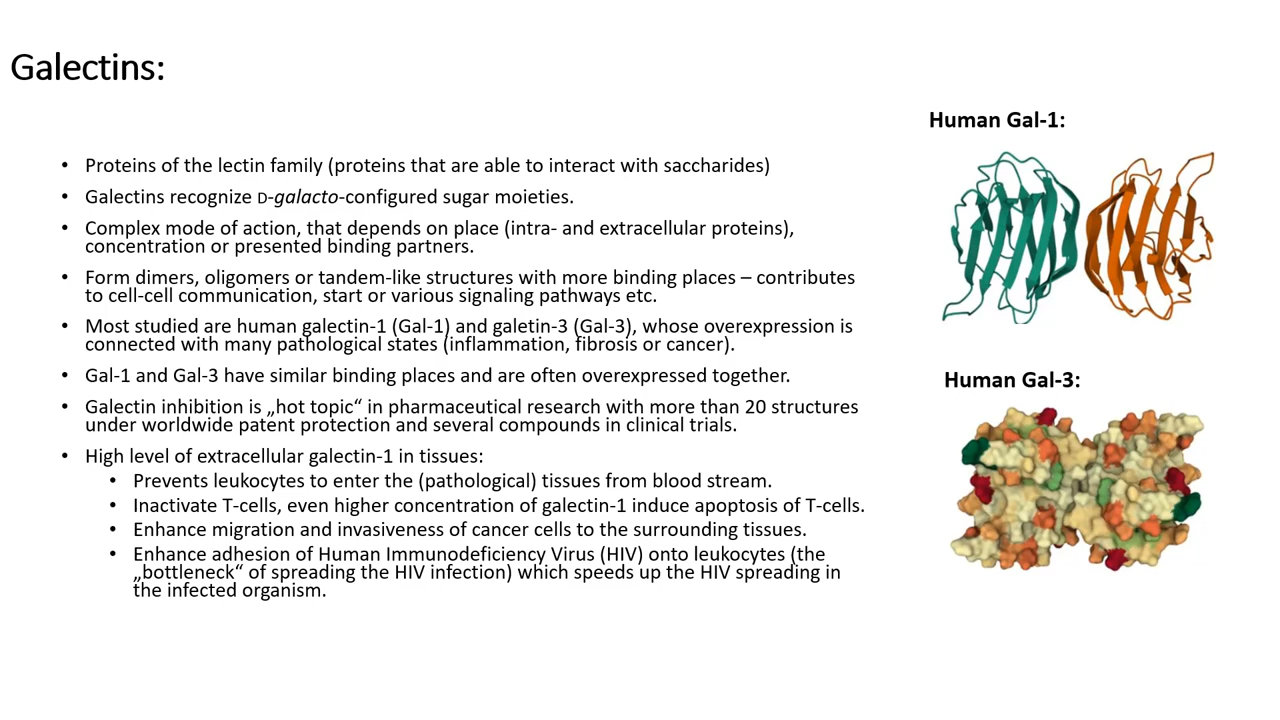 Galectins:
• Proteins of the lectin family (proteins that are able to interact with saccharides)
• Galectins recognize D-galacto-configured sugar moieties.
• Complex mode of action, that depends on place (intra- and extracellular proteins),
concentration or presented binding partners.
• Form dimers, oligomers or tandem-like structures with more binding places – contributes
to cell-cell communication, start or various signaling pathways etc.
• Most studied are human galectin-1 (Gal-1) and galetin-3 (Gal-3), whose overexpression is
connected with many pathological states (inflammation, fibrosis or cancer).
• Gal-1 and Gal-3 have similar binding places and are often overexpressed together.
• Galectin inhibition is „hot topic“ in pharmaceutical research with more than 20 structures
under worldwide patent protection and several compounds in clinical trials.
• High level of extracellular galectin-1 in tissues:
• Prevents leukocytes to enter the (pathological) tissues from blood stream.
• Inactivate T-cells, even higher concentration of galectin-1 induce apoptosis of T-cells.
• Enhance migration and invasiveness of cancer cells to the surrounding tissues.
• Enhance adhesion of Human Immunodeficiency Virus (HIV) onto leukocytes (the
„bottleneck“ of spreading the HIV infection) which speeds up the HIV spreading in
the infected organism.
Human Gal-1:
Human Gal-3: